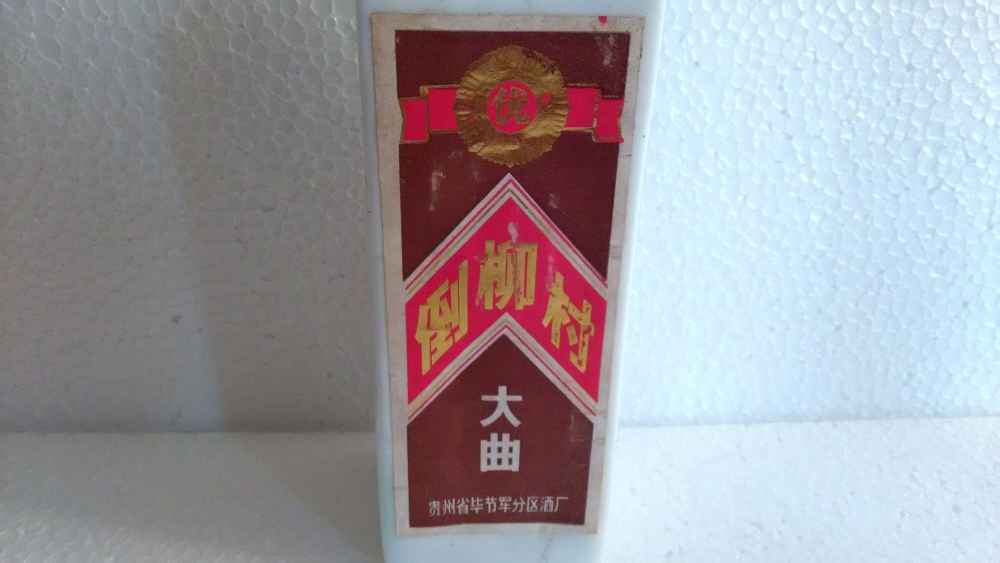 优
倒柳村
大曲
贵州省毕节军分区酒厂